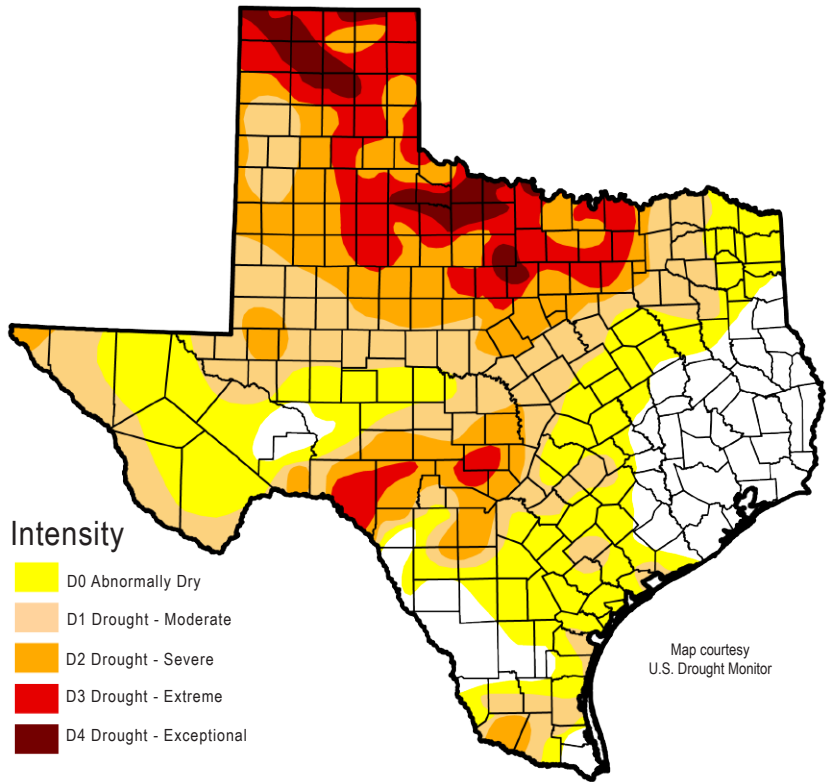 Intensity
D0 Abnormally Dry
D1 Drought - Moderate
D2 Drought - Severe
D3 Drought - Extreme
D4 Drought - Exceptional
Map courtesy
U.S. Drought Monitor